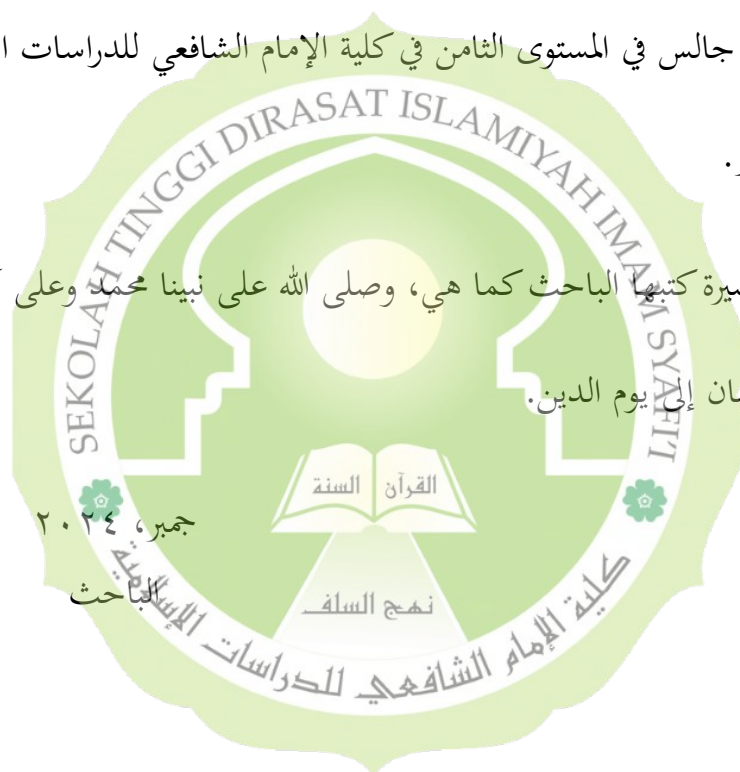 جالس في المستوى الثامن في كلية الإمام الشافعي للدراسات
SEKOLAH TINGGI DIRASAT ISLAMIYAH IMAM SYAFI'I
كتبها الباحث كما هي، وصلى الله على نبينا محمد وعلى
إلى يوم الدين.
القرآن السنة
جمبر، ٢٠٢٤
الباحث
نهج السلف
كلية الإمام الشافعي للدراسات الإسلامية